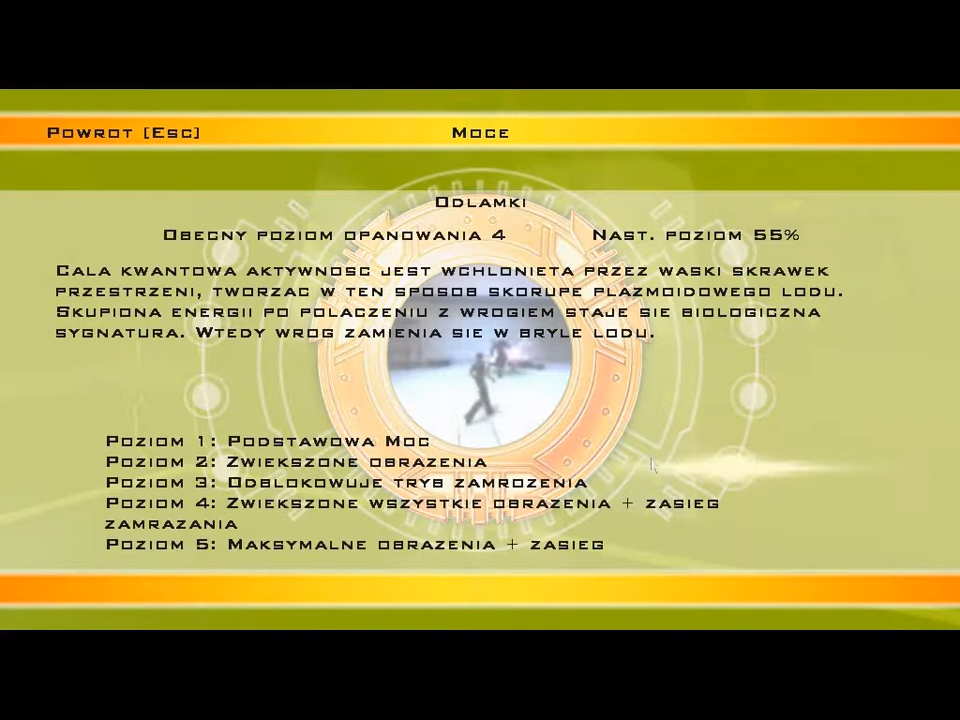 Powrot [Esc]
Moce
Odlamki
Obecny poziom opanowania 4
Nast. poziom 55%
Cala kwantowa aktywnosc jest wchlonieta przez waski skrawek
przestrzeni, tworzac w ten sposob skorupe plazmoidowego lodu.
Skupiona energii po polaczeniu z wrogiem staje sie biologiczna
sygnatura. Wtedy wrog zamienia sie w bryle lodu.
Poziom 1: Podstawowa Moc
Poziom 2: Zwiekszone obrazenia
Poziom 3: Odblokowuje tryb zamrozenia
Poziom 4: Zwiekszone wszystkie obrazenia + zasieg
zamrazania
Poziom 5: Maksymalne obrazenia + zasieg